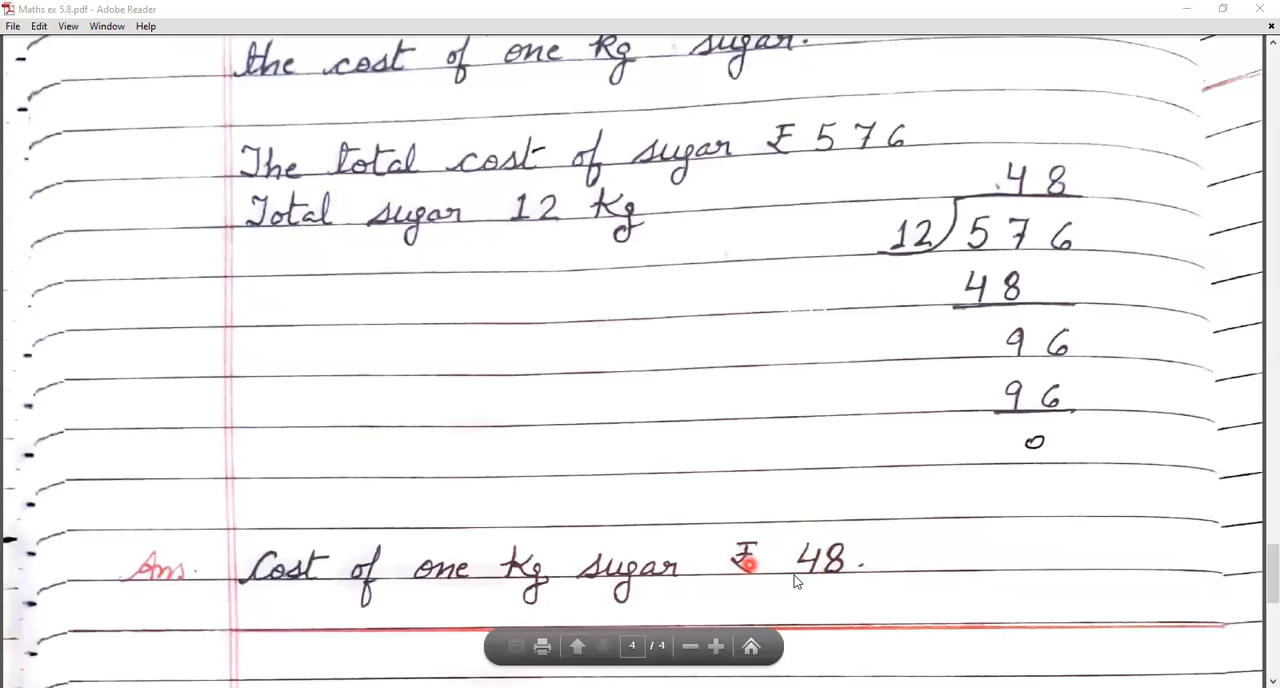 Maths ex 5.8.pdf - Adobe Reader
File Edit View Window Help
the cost of one kg sugar.
The total cost of sugar ₹ 576
Total sugar 12 kg
.48
12)576
48
96
96
0
Ans. Cost of one kg sugar ₹ 48.
4 / 4